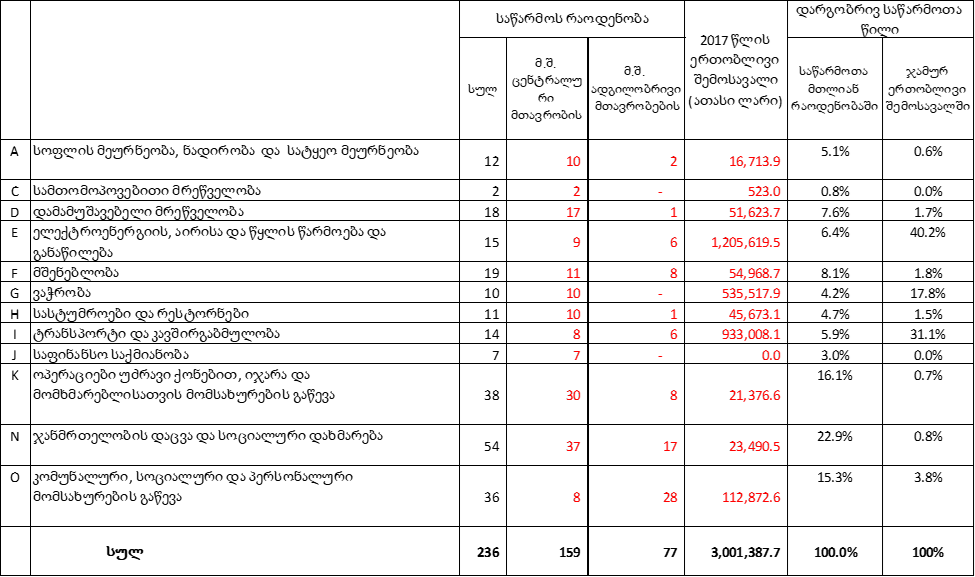 საწარმოს რაოდენობა
2017 წლის ერთობლივი შემოსავალი (ათასი ლარი)
დარგობრივ საწარმოთა წილი
სულ
მ.შ. ცენტრალური მთავრობის
მ.შ. ადგილობრივი მთავრობების
საწარმოთა მთლიან რაოდენობაში
ჯამურ ერთობლივი შემოსავალში
A სოფლის მეურნეობა, ნადირობა და სატყეო მეურნეობა 12 10 2 16,713.9 5.1% 0.6%
C სამთომოპოვებითი მრეწველობა 2 2 - 523.0 0.8% 0.0%
D დამამუშავებელი მრეწველობა 18 17 1 51,623.7 7.6% 1.7%
E ელექტროენერგიის, აირისა და წყლის წარმოება და
განაწილება 15 9 6 1,205,619.5 6.4% 40.2%
F მშენებლობა 19 11 8 54,968.7 8.1% 1.8%
G ვაჭრობა 10 10 - 535,517.9 4.2% 17.8%
H სასტუმროები და რესტორნები 11 10 1 45,673.1 4.7% 1.5%
I ტრანსპორტი და კავშირგაბმულობა 14 8 6 933,008.1 5.9% 31.1%
J საფინანსო საქმიანობა 7 7 - 0.0 3.0% 0.0%
K ოპერაციები უძრავი ქონებით, იჯარა და
მომხმარებლისათვის მომსახურების გაწევა 38 30 8 21,376.6 16.1% 0.7%
N ჯანმრთელობის დაცვა და სოციალური დახმარება 54 37 17 23,490.5 22.9% 0.8%
O კომუნალური, სოციალური და პერსონალური
მომსახურების გაწევა 36 8 28 112,872.6 15.3% 3.8%
სულ 236 159 77 3,001,387.7 100.0% 100%